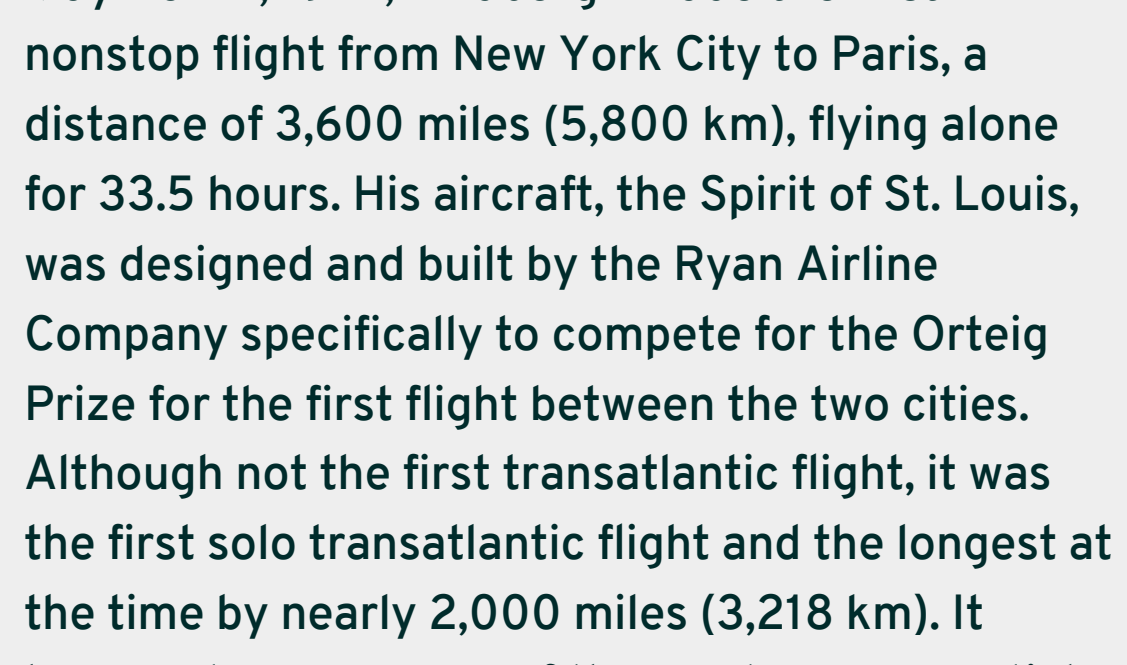 nonstop flight from New York City to Paris, a
distance of 3,600 miles (5,800 km), flying alone
for 33.5 hours. His aircraft, the Spirit of St. Louis,
was designed and built by the Ryan Airline
Company specifically to compete for the Orteig
Prize for the first flight between the two cities.
Although not the first transatlantic flight, it was
the first solo transatlantic flight and the longest at
the time by nearly 2,000 miles (3,218 km). It